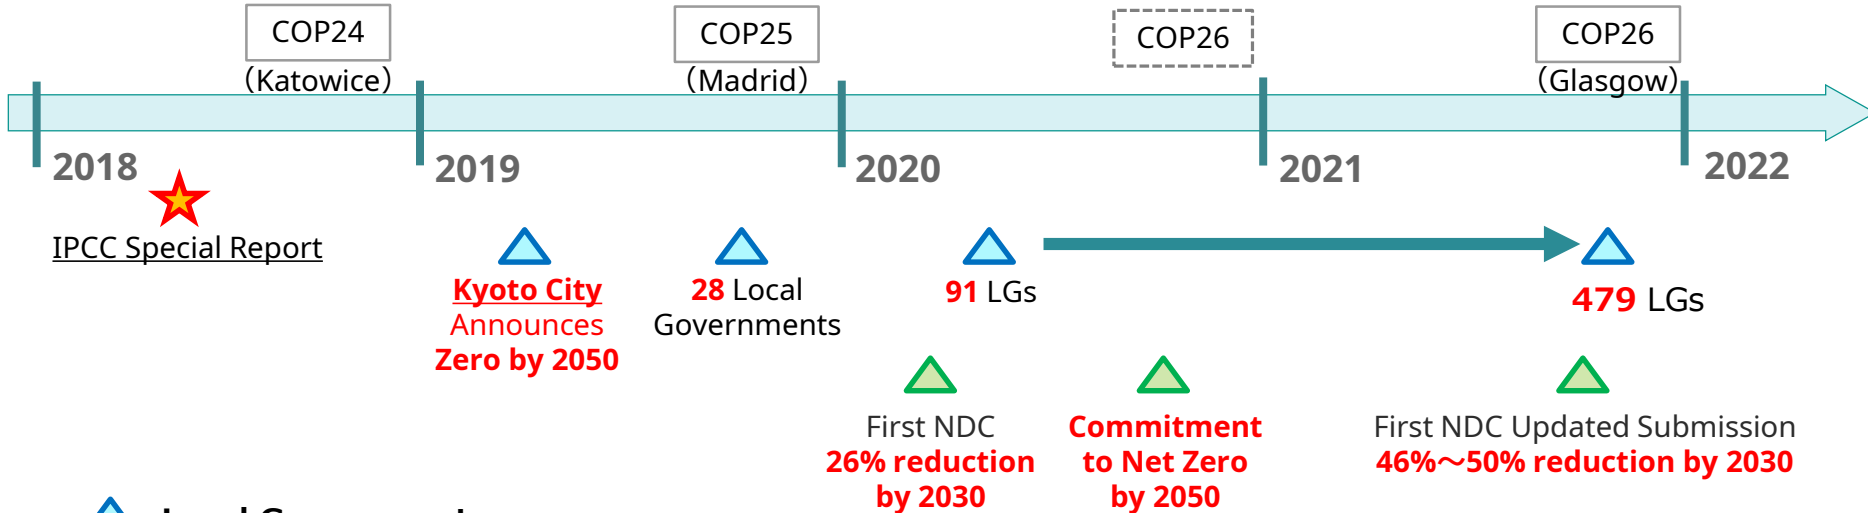 COP24
(Katowice)
COP25
(Madrid)
COP26
COP26
(Glasgow)
2018
2019
2020
2021
2022
IPCC Special Report
Kyoto City
Announces
Zero by 2050
28 Local
Governments
91 LGs
479 LGs
First NDC
26% reduction
by 2030
Commitment
to Net Zero
by 2050
First NDC Updated Submission
46%～50% reduction by 2030